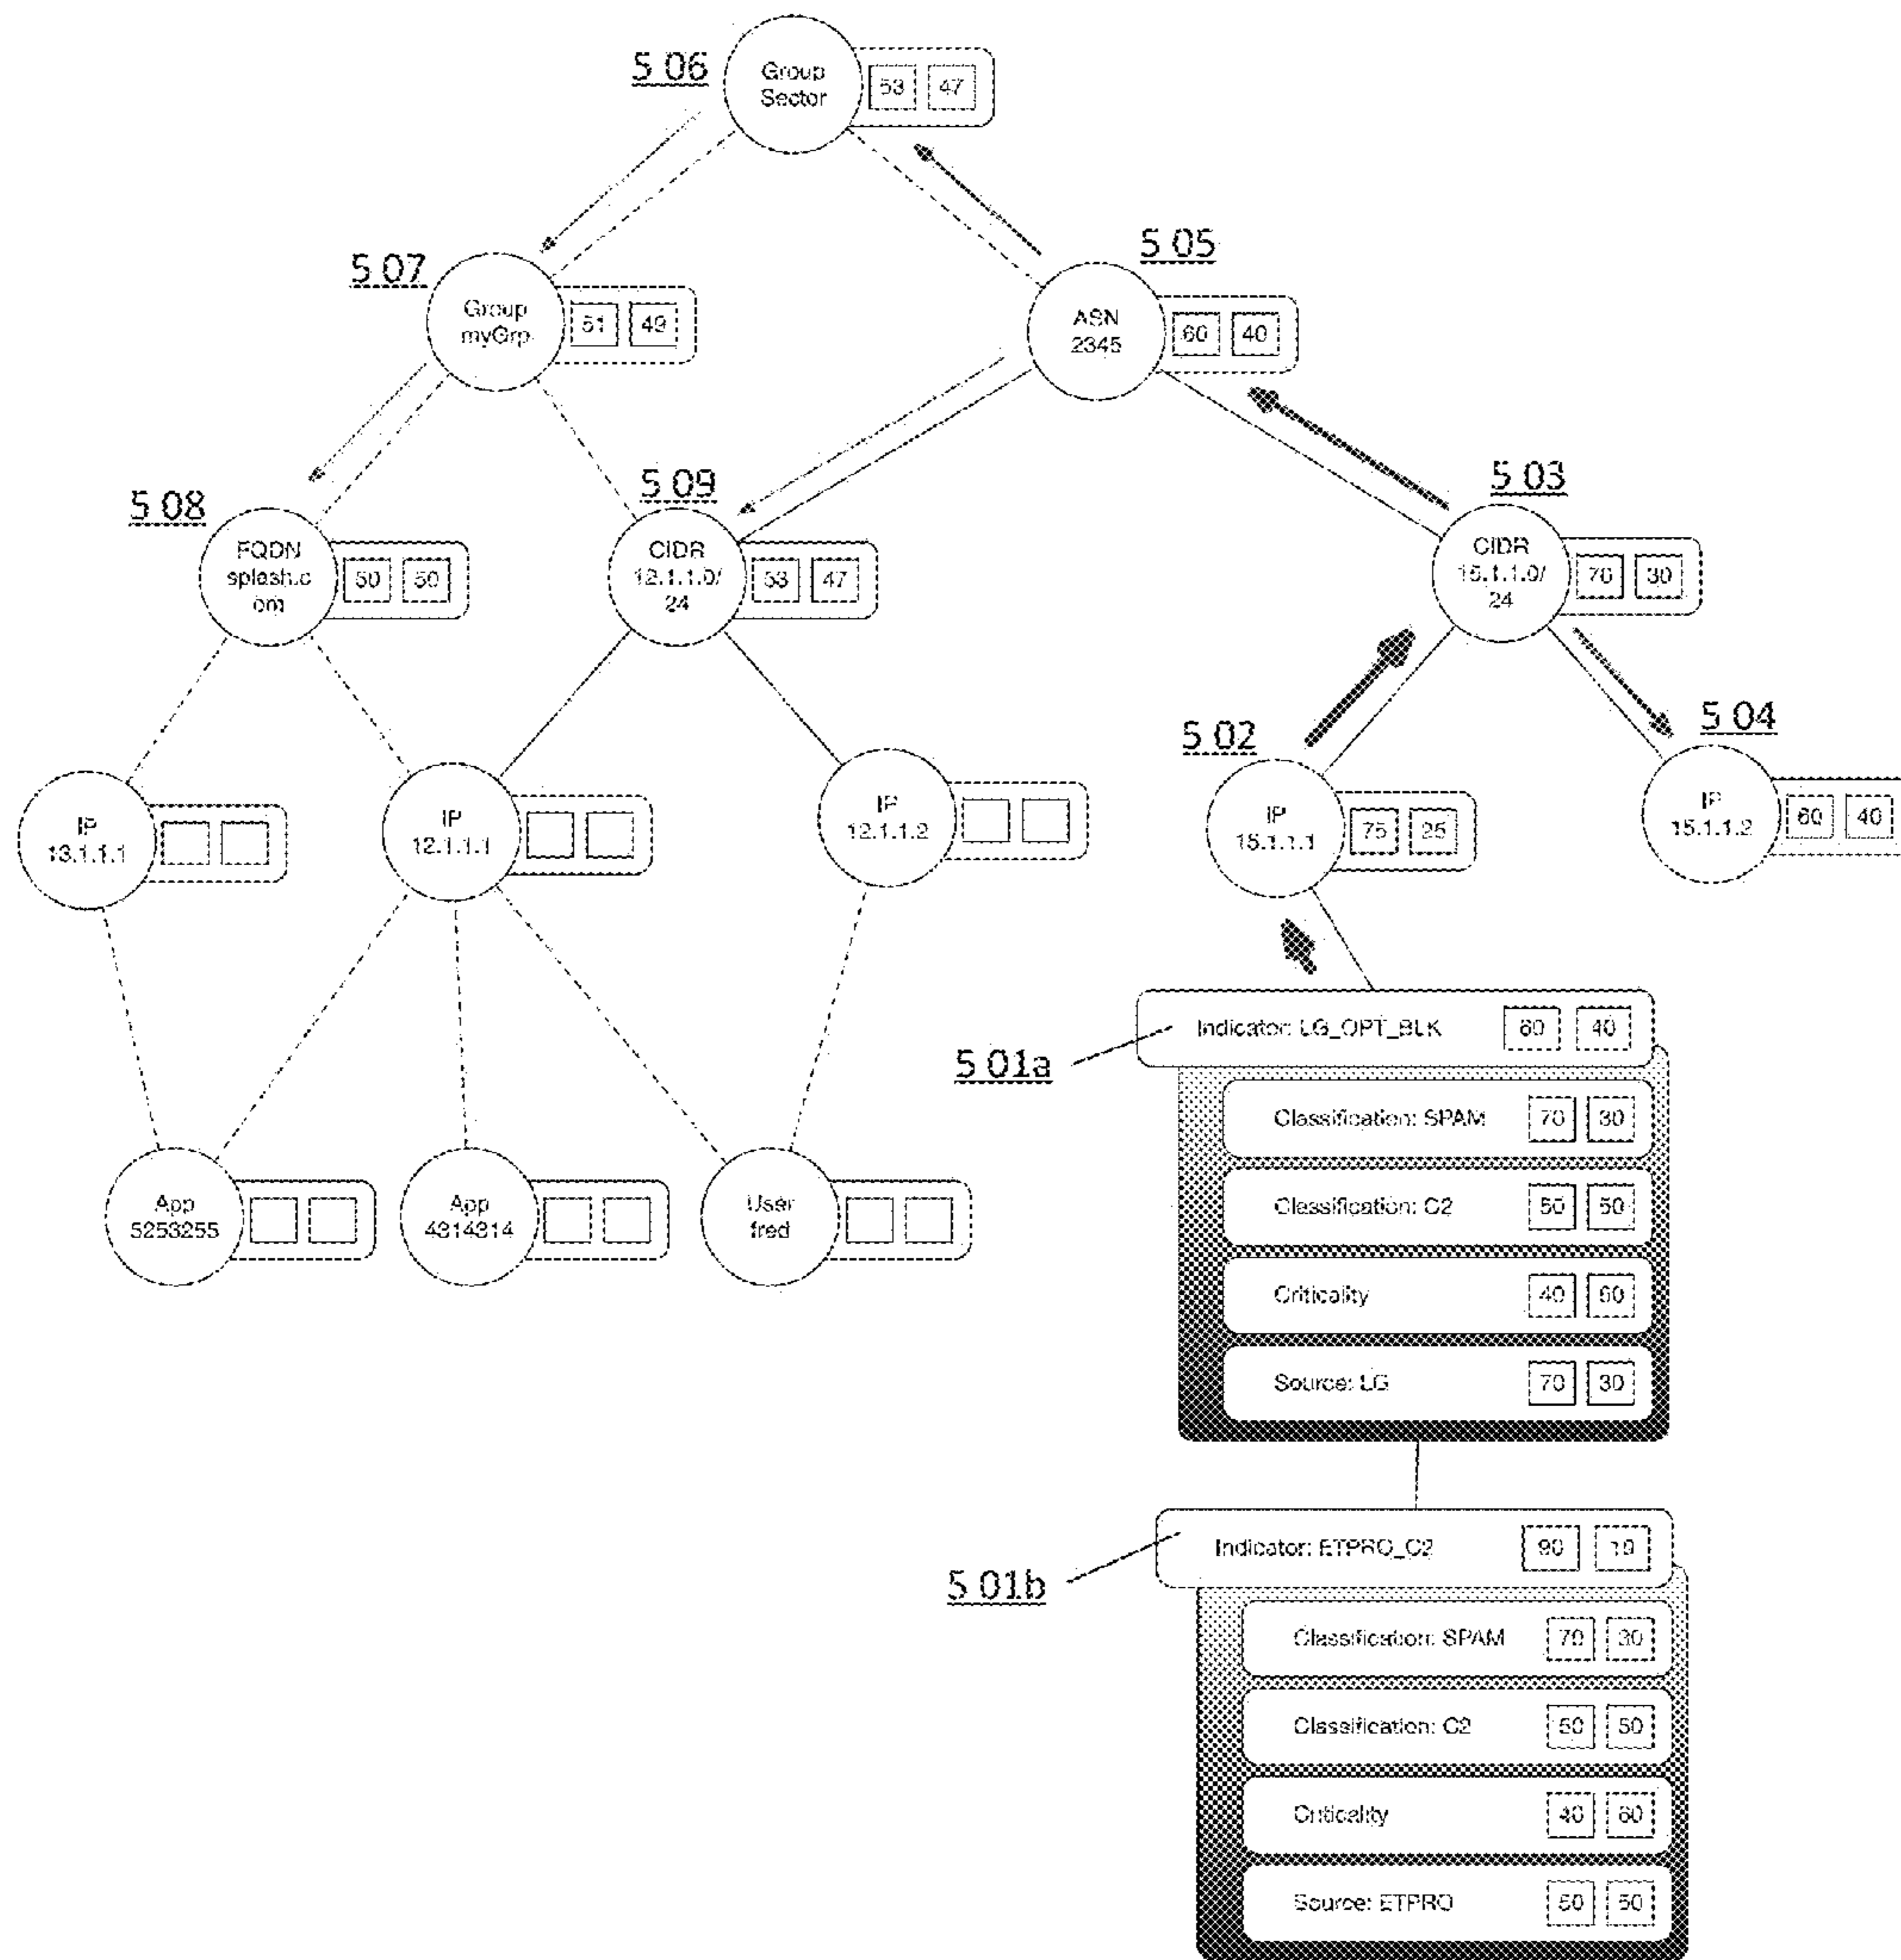 5 06
Group
Sector
53 47
5 07
Group
myGrp
51 49
5 05
ASN
2345
60 40
5 08
FQDN
splash.c
om
50 50
5 09
CIDR
12.1.1.0/
24
53 47
5 03
CIDR
15.1.1.0/
24
70 30
IP
13.1.1.1
IP
12.1.1.1
IP
12.1.1.2
5 02
IP
15.1.1.1
75 25
5 04
IP
15.1.1.2
60 40
5 01a
Indicator: LG_OPT_BLK 60 40
Classification: SPAM 70 30
Classification: C2 50 50
Criticality 40 60
Source: LG 70 30
App
5253255
App
4314314
User
fred
5 01b
Indicator: ETPRO_C2 90 10
Classification: SPAM 70 30
Classification: C2 50 50
Criticality 40 60
Source: ETPRO 50 50